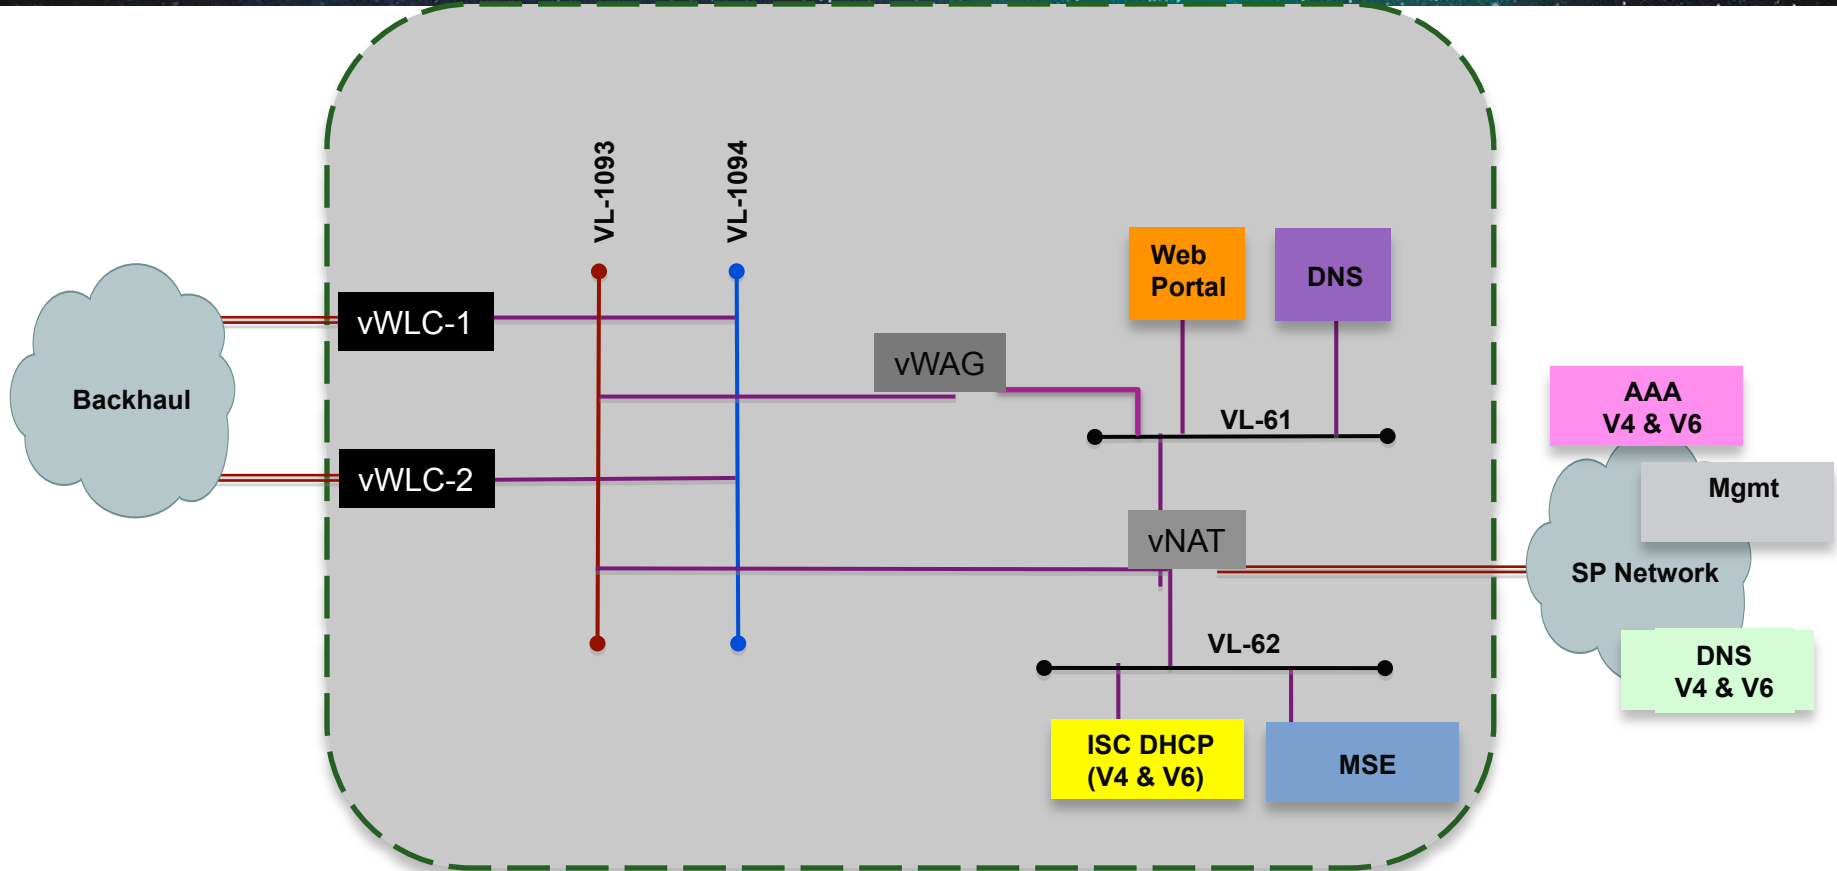 VL-1093
VL-1094
Web
Portal
DNS
vWLC-1
vWAG
Backhaul
VL-61
AAA
V4 & V6
vWLC-2
Mgmt
vNAT
SP Network
VL-62
DNS
V4 & V6
ISC DHCP
(V4 & V6)
MSE